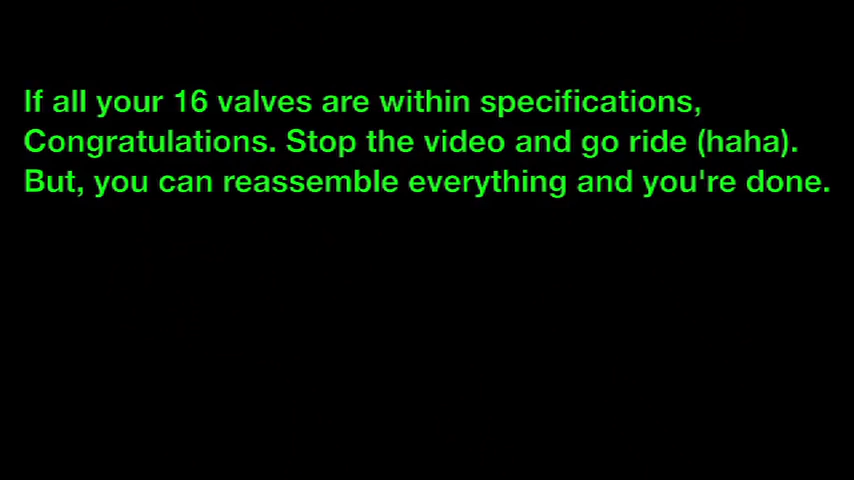 If all your 16 valves are within specifications,
Congratulations. Stop the video and go ride (haha).
But, you can reassemble everything and you're done.